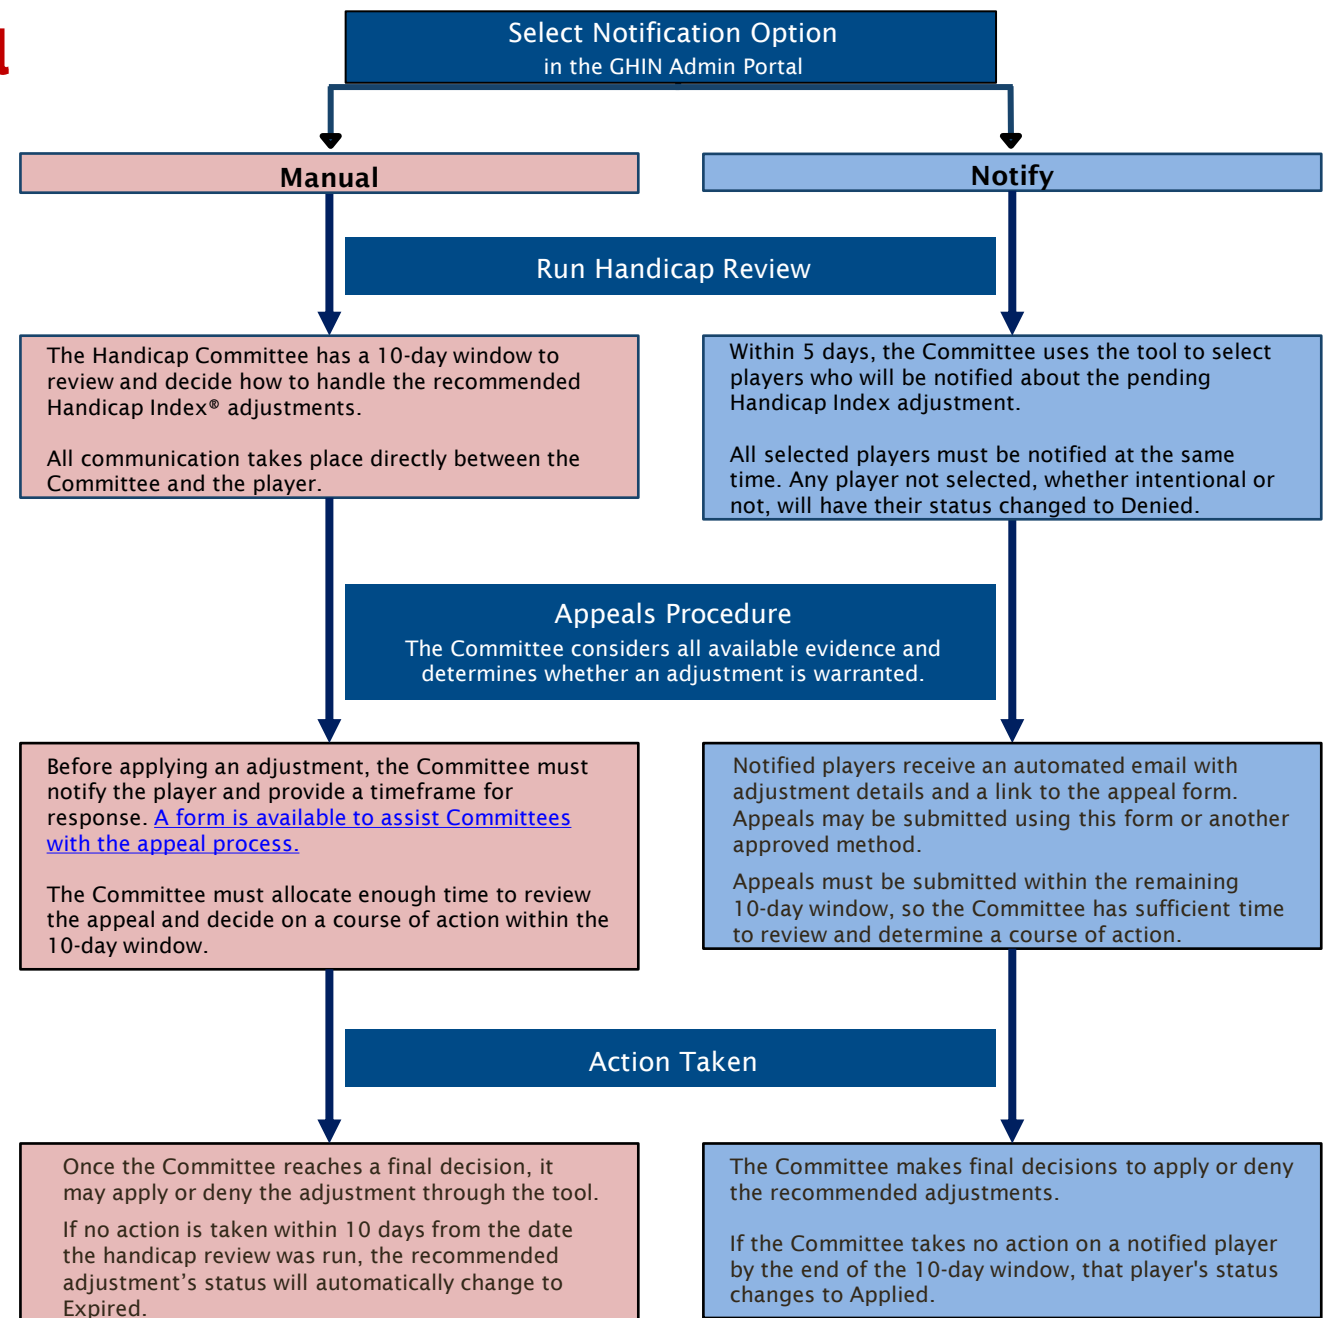 Select Notification Option
in the GHIN Admin Portal
Manual
Notify
Run Handicap Review
The Handicap Committee has a 10-day window to
review and decide how to handle the recommended
Handicap Index® adjustments.
All communication takes place directly between the
Committee and the player.
Within 5 days, the Committee uses the tool to select
players who will be notified about the pending
Handicap Index adjustment.
All selected players must be notified at the same
time. Any player not selected, whether intentional or
not, will have their status changed to Denied.
Appeals Procedure
The Committee considers all available evidence and
determines whether an adjustment is warranted.
Before applying an adjustment, the Committee must
notify the player and provide a timeframe for
response. A form is available to assist Committees
with the appeal process.
The Committee must allocate enough time to review
the appeal and decide on a course of action within the
10-day window.
Notified players receive an automated email with
adjustment details and a link to the appeal form.
Appeals may be submitted using this form or another
approved method.
Appeals must be submitted within the remaining
10-day window, so the Committee has sufficient time
to review and determine a course of action.
Action Taken
Once the Committee reaches a final decision, it
may apply or deny the adjustment through the tool.
If no action is taken within 10 days from the date
the handicap review was run, the recommended
adjustment’s status will automatically change to
Expired.
The Committee makes final decisions to apply or deny
the recommended adjustments.
If the Committee takes no action on a notified player
by the end of the 10-day window, that player's status
changes to Applied.